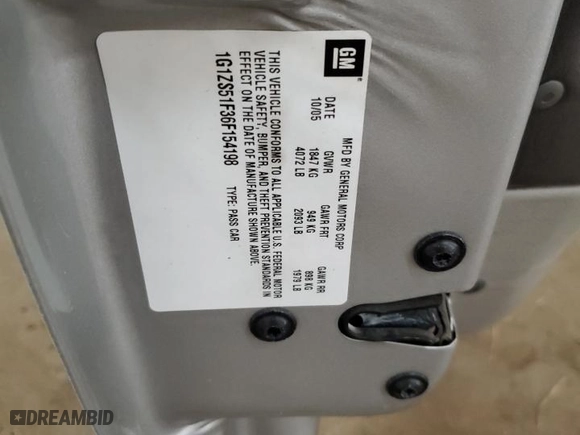 GM
MFD BY GENERAL MOTORS CORP
DATE GVWR GAWR FRT GAWR RR
10/05 1847 KG 949 KG 898 KG
4072 LB 2093 LB 1979 LB
THIS VEHICLE CONFORMS TO ALL APPLICABLE U.S. FEDERAL MOTOR
VEHICLE SAFETY, BUMPER, AND THEFT PREVENTION STANDARDS IN
EFFECT ON THE DATE OF MANUFACTURE SHOWN ABOVE.
1G1ZS51F36F154198 TYPE: PASS CAR
DREAMBID